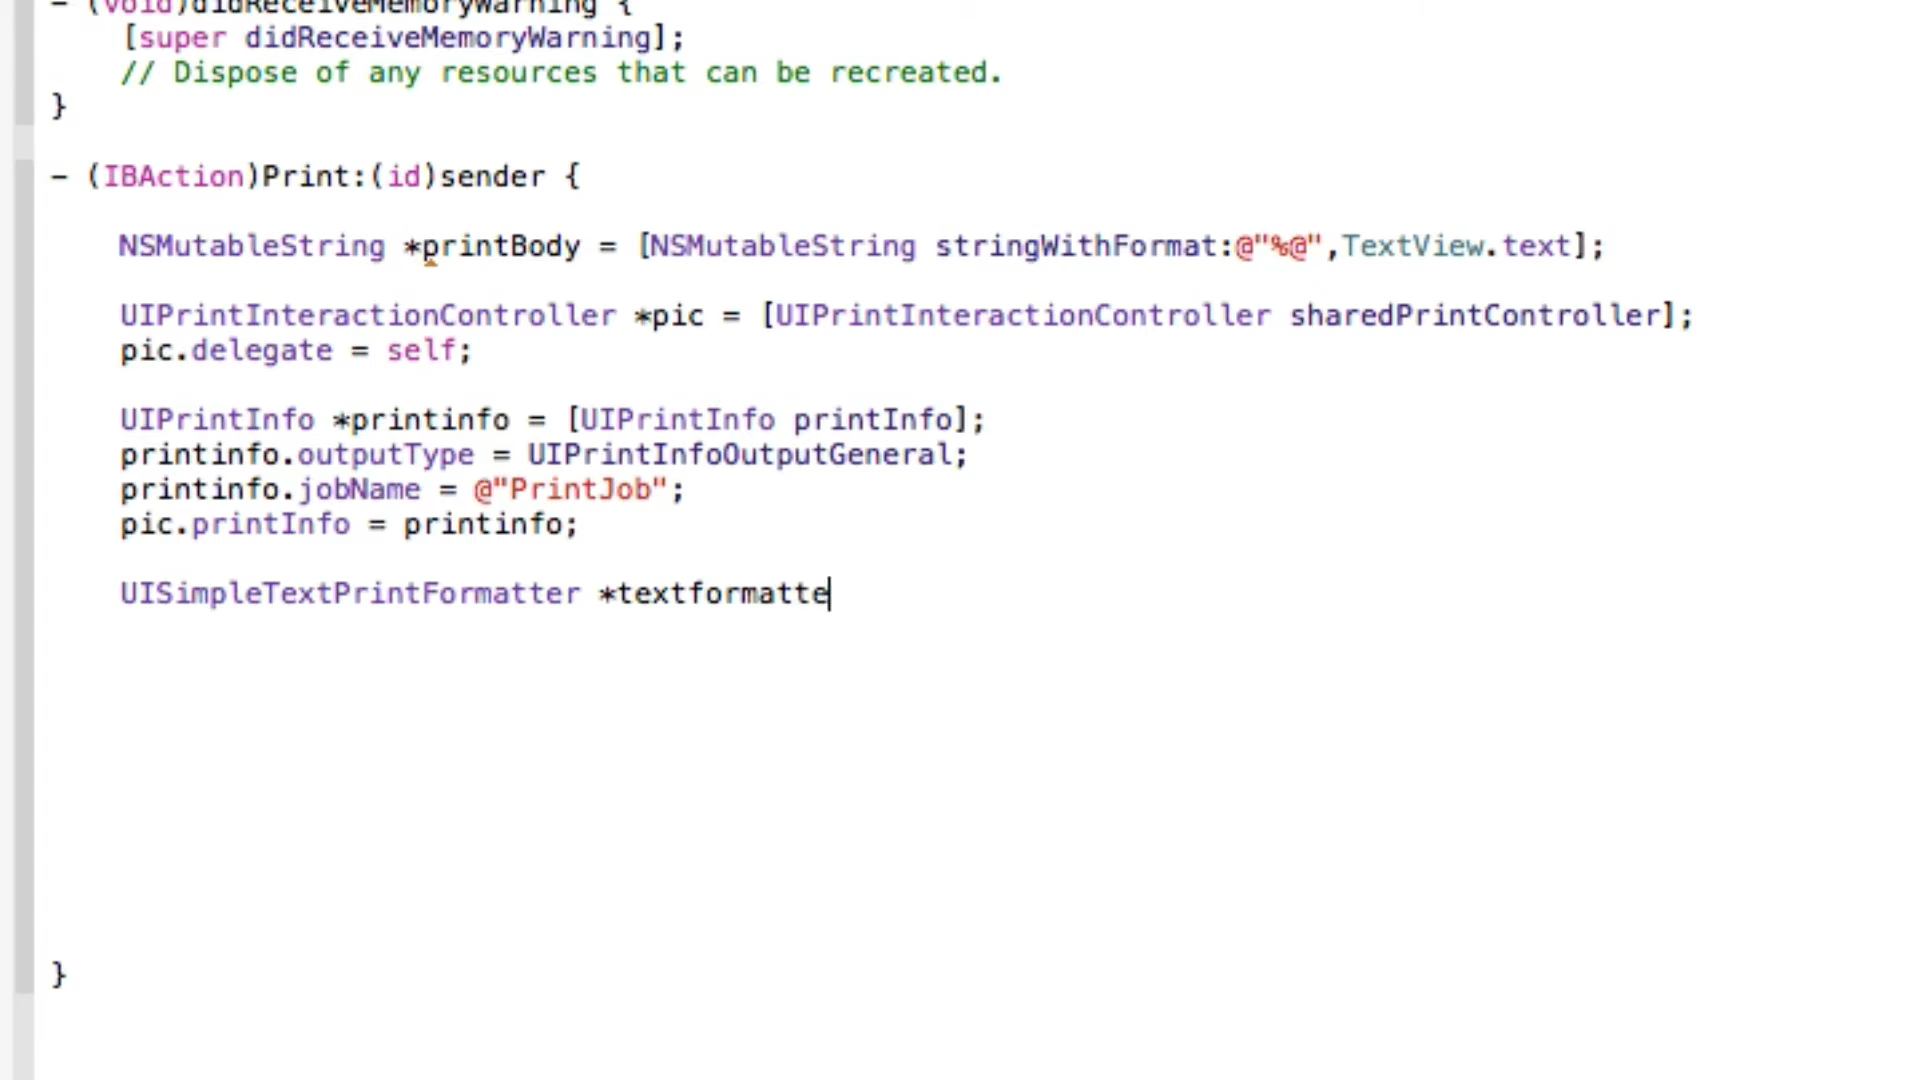 - (void)didReceiveMemoryWarning {
[super didReceiveMemoryWarning];
// Dispose of any resources that can be recreated.
}
- (IBAction)Print:(id)sender {
NSMutableString *printBody = [NSMutableString stringWithFormat:@"%@",TextView.text];
UIPrintInteractionController *pic = [UIPrintInteractionController sharedPrintController];
pic.delegate = self;
UIPrintInfo *printinfo = [UIPrintInfo printInfo];
printinfo.outputType = UIPrintInfoOutputGeneral;
printinfo.jobName = @"PrintJob";
pic.printInfo = printinfo;
UISimpleTextPrintFormatter *textformatte
}